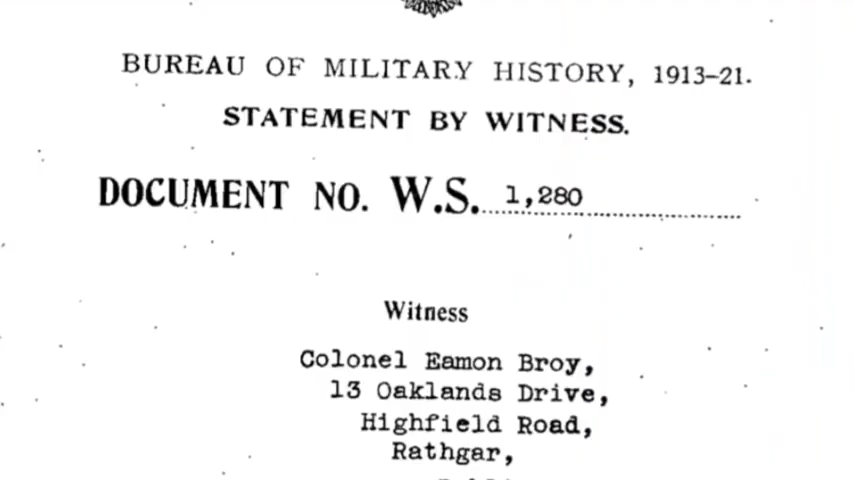 BUREAU OF MILITARY HISTORY, 1913-21.
STATEMENT BY WITNESS.
DOCUMENT NO. W.S. 1,280
Witness
Colonel Eamon Broy,
13 Oaklands Drive,
Highfield Road,
Rathgar,